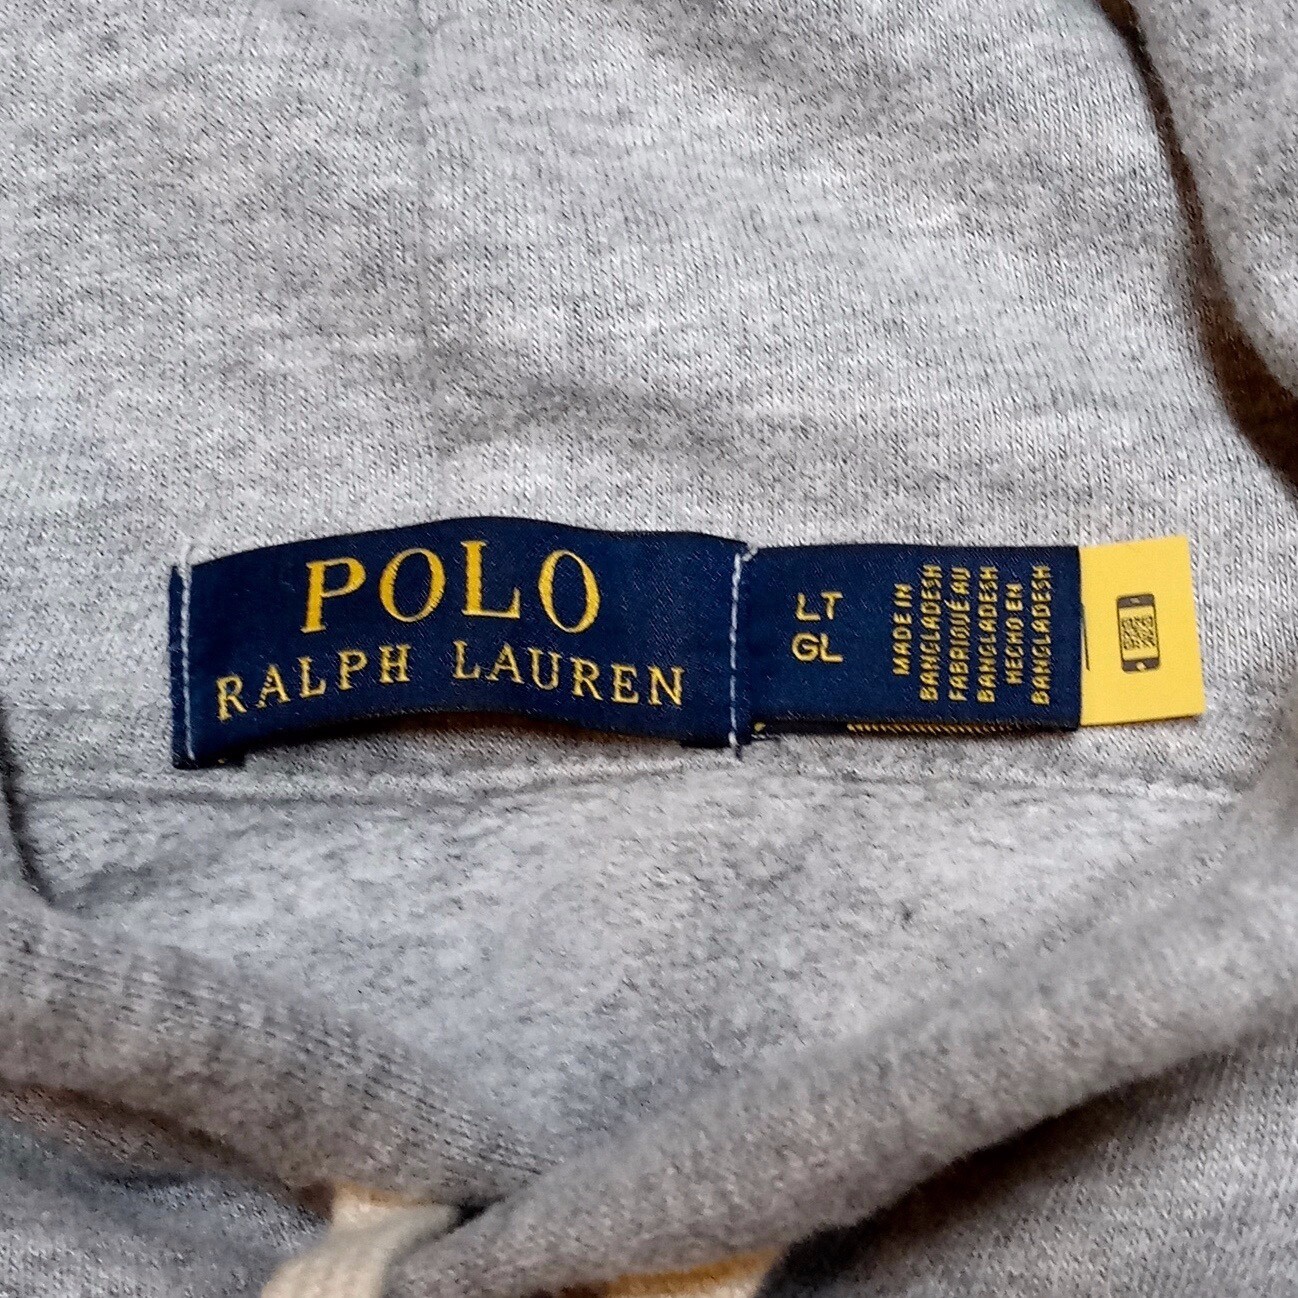 POLO
RALPH LAUREN
LT
GL
MADE IN
BANGLADESH
FABRIQUÉ AU
BANGLADESH
HECHO EN
BANGLADESH